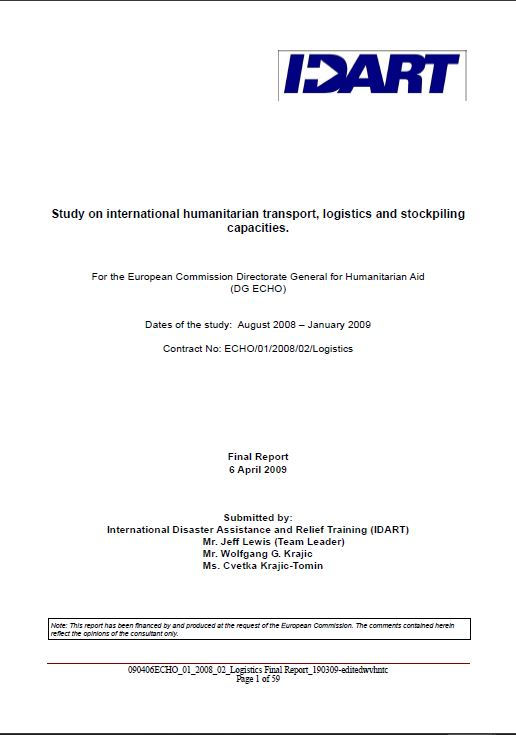 IDART
Study on international humanitarian transport, logistics and stockpiling
capacities.
For the European Commission Directorate General for Humanitarian Aid
(DG ECHO)
Dates of the study: August 2008 – January 2009
Contract No: ECHO/01/2008/02/Logistics
Final Report
6 April 2009
Submitted by:
International Disaster Assistance and Relief Training (IDART)
Mr. Jeff Lewis (Team Leader)
Mr. Wolfgang G. Krajic
Ms. Cvetka Krajic-Tomin
Note: This report has been financed by and produced at the request of the European Commission. The comments contained herein
reflect the opinions of the consultant only.
090406ECHO_01_2008_02_Logistics Final Report_190309-editedwvhntc
Page 1 of 59